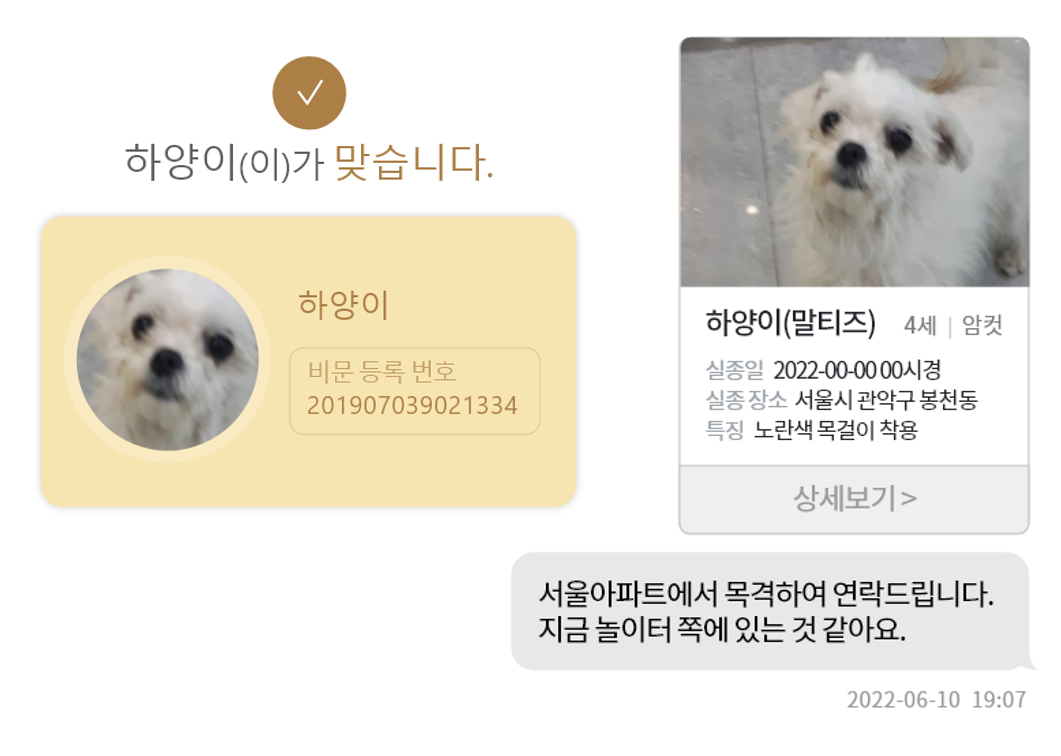 하양이(이)가 맞습니다.
하양이
비문 등록 번호
201907039021334
하양이(말티즈) 4세 | 암컷
실종일 2022-00-00 00시경
실종 장소 서울시 관악구 봉천동
특징 노란색 목걸이 착용
상세보기 >
서울아파트에서 목격하여 연락드립니다.
지금 놀이터 쪽에 있는 것 같아요.
2022-06-10 19:07